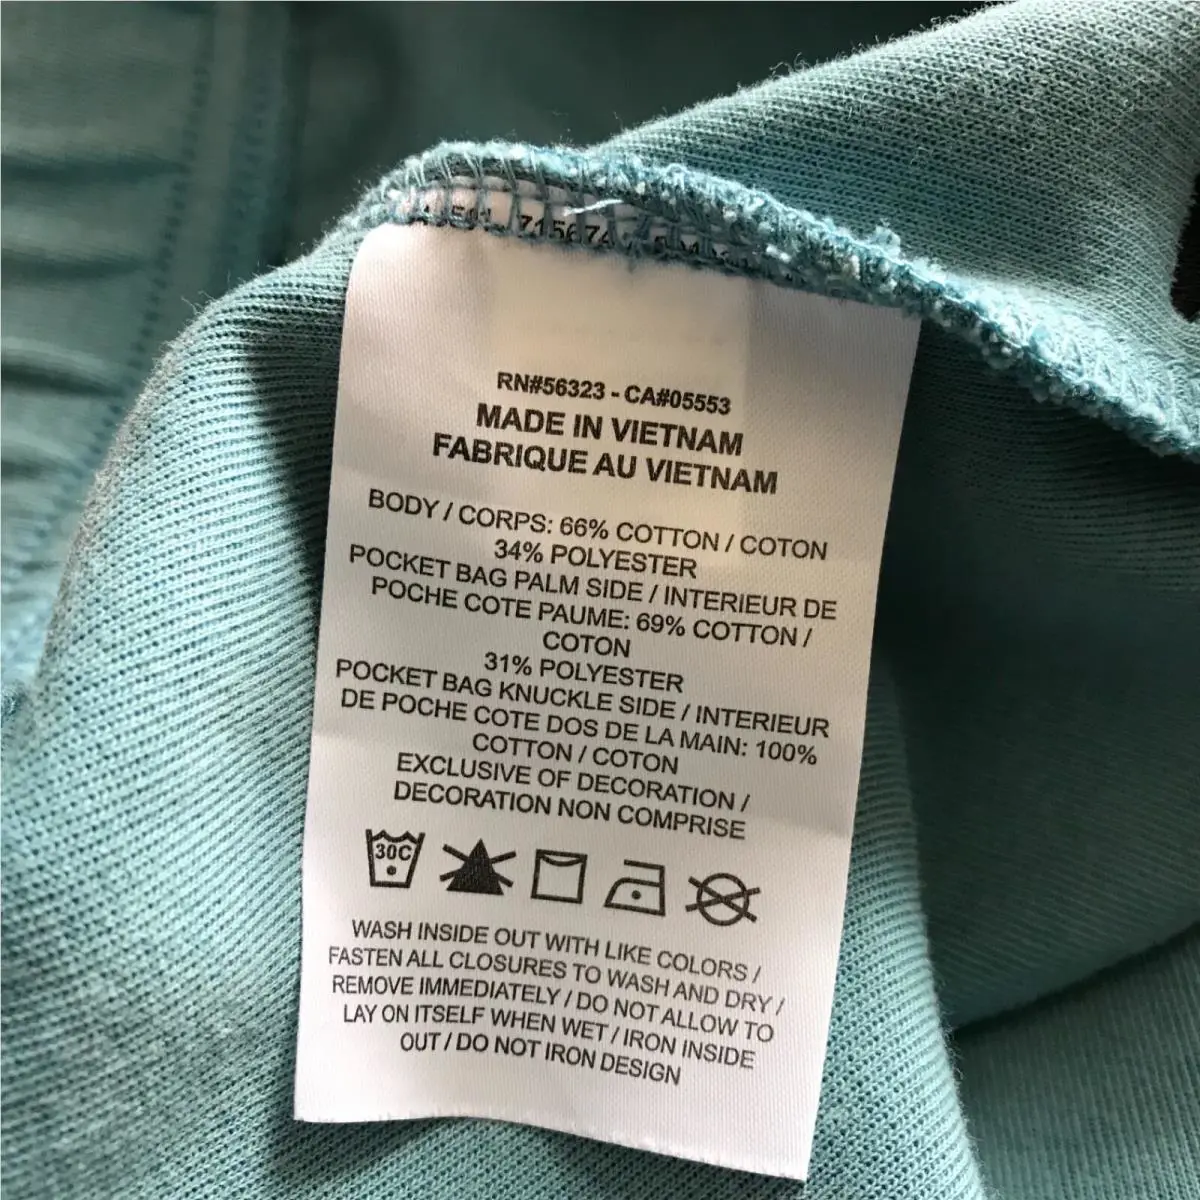 RN#56323 - CA#05553
MADE IN VIETNAM
FABRIQUE AU VIETNAM
BODY / CORPS: 66% COTTON / COTON
34% POLYESTER
POCKET BAG PALM SIDE / INTERIEUR DE
POCHE COTE PAUME: 69% COTTON /
COTON
31% POLYESTER
POCKET BAG KNUCKLE SIDE / INTERIEUR
DE POCHE COTE DOS DE LA MAIN: 100%
COTTON / COTON
EXCLUSIVE OF DECORATION /
DECORATION NON COMPRISE
30C
WASH INSIDE OUT WITH LIKE COLORS /
FASTEN ALL CLOSURES TO WASH AND DRY /
REMOVE IMMEDIATELY / DO NOT ALLOW TO
LAY ON ITSELF WHEN WET / IRON INSIDE
OUT / DO NOT IRON DESIGN